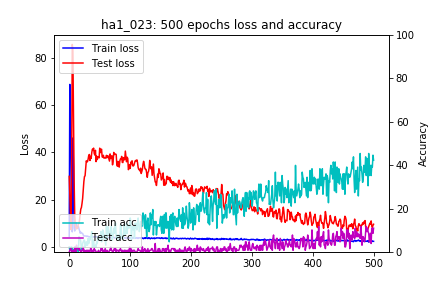 ha1_023: 500 epochs loss and accuracy
Train loss
Test loss
Train acc
Test acc
Loss
80
60
40
20
0
Accuracy
100
80
60
40
20
0
0
100
200
300
400
500